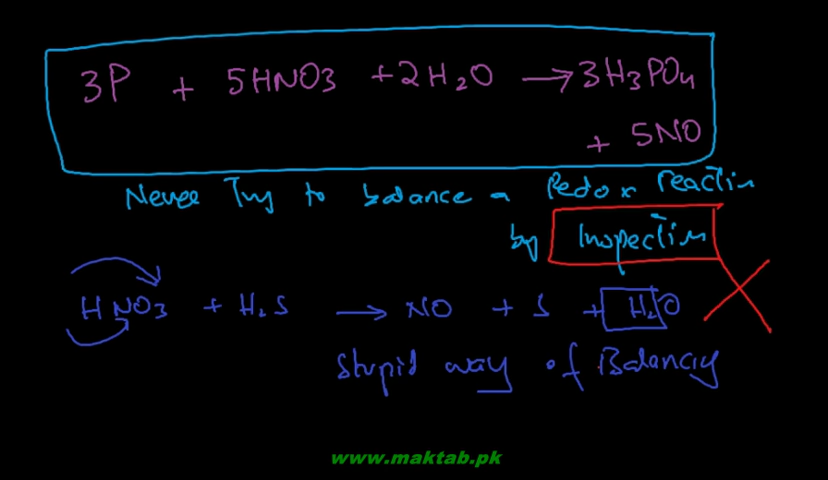 3P + 5HNO3 + 2H2O → 3H3PO4
+ 5NO
Never Try to balance a Redox reaction
by Inspection
HNO3 + H2S → NO + S + H2O
Stupid way of Balancing
www.maktab.pk